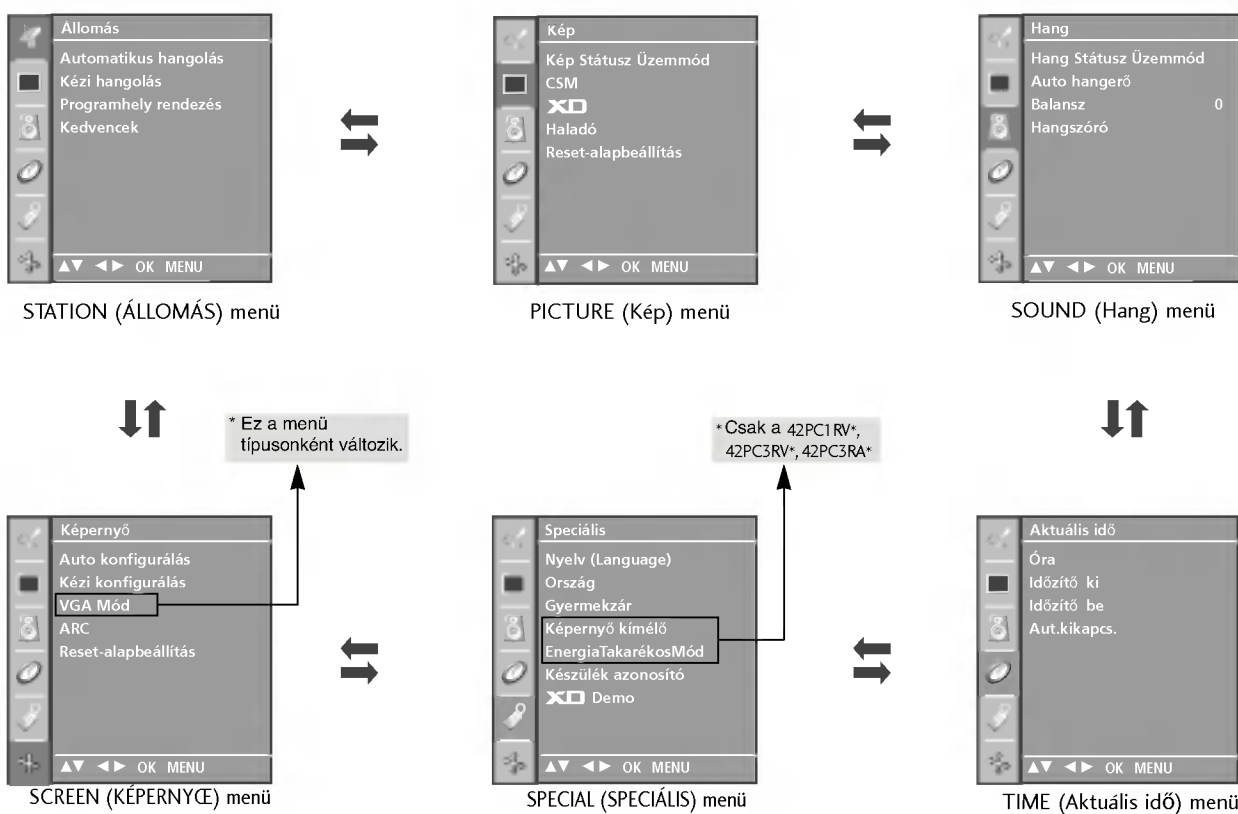 Állomás
Automatikus hangolás
Kézi hangolás
Programhely rendezés
Kedvencek
▲▼ ◄► OK MENU
STATION (ÁLLOMÁS) menü
Kép
Kép Státusz Üzemmód
CSM
XD
Haladó
Reset-alapbeállítás
▲▼ ◄► OK MENU
PICTURE (Kép) menü
Hang
Hang Státusz Üzemmód
Auto hangerő
Balansz 0
Hangszóró
▲▼ ◄► OK MENU
SOUND (Hang) menü
* Ez a menü
típusonként változik.
*Csak a 42PC1RV*,
42PC3RV*, 42PC3RA*
Képernyő
Auto konfigurálás
Kézi konfigurálás
VGA Mód
ARC
Reset-alapbeállítás
▲▼ ◄► OK MENU
SCREEN (KÉPERNYŒ) menü
Speciális
Nyelv (Language)
Ország
Gyermekzár
Képernyő kímélő
EnergiaTakarékosMód
Készülék azonosító
XD Demo
▲▼ ◄► OK MENU
SPECIAL (SPECIÁLIS) menü
Aktuális idő
Óra
Időzítő ki
Időzítő be
Aut.kikapcs.
▲▼ ◄► OK MENU
TIME (Aktuális idő) menü